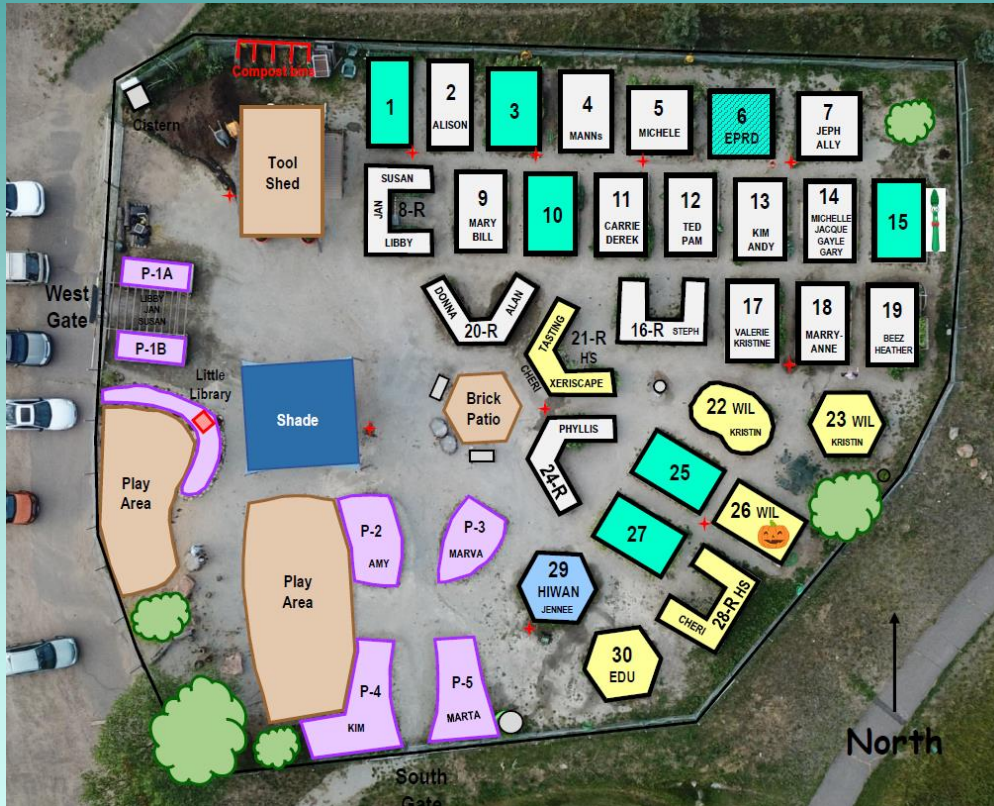 Compost bins
Cistern
Tool
Shed
1
2
ALISON
3
4
MANNs
5
MICHELE
6
EPRD
7
JEPH
ALLY
SUSAN
JAN
8-R
LIBBY
9
MARY
BILL
10
11
CARRIE
DEREK
12
TED
PAM
13
KIM
ANDY
14
MICHELLE
JACQUE
GAYLE
GARY
15
West
Gate
P-1A
LIBBY
JAN
SUSAN
P-1B
DONNA
ALAN
20-R
TASTING
21-R
HS
CHERI
XERISCAPE
16-R
STEPH
17
VALERIE
KRISTINE
18
MARRY-
ANNE
19
BEEZ
HEATHER
Little
Library
Shade
Brick
Patio
22 WIL
KRISTIN
23 WIL
KRISTIN
PHYLLIS
24-R
25
26 WIL
27
Play
Area
Play
Area
P-2
AMY
P-3
MARVA
29
HIWAN
JENNEE
28-R HS
CHERI
30
EDU
P-4
KIM
P-5
MARTA
North
South
Gate